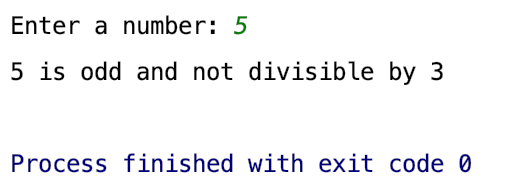 Enter a number: 5
5 is odd and not divisible by 3
Process finished with exit code 0